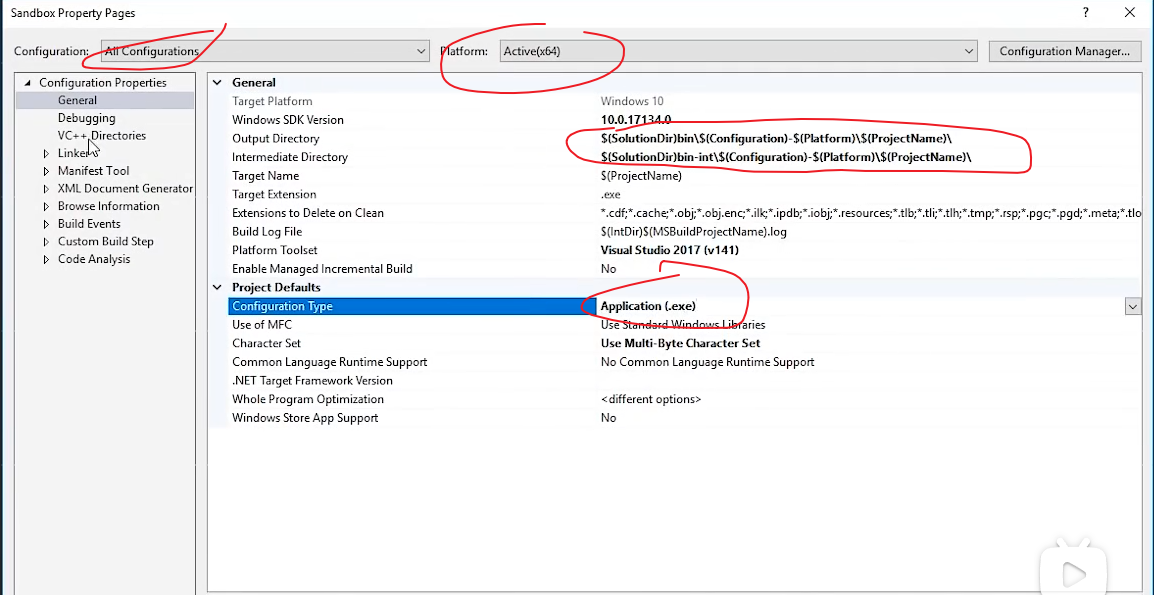 Sandbox Property Pages
?
Configuration: All Configurations Platform: Active(x64) Configuration Manager...
Configuration Properties
General
Debugging
VC++ Directories
Linker
Manifest Tool
XML Document Generator
Browse Information
Build Events
Custom Build Step
Code Analysis
General
Target Platform Windows 10
Windows SDK Version 10.0.17134.0
Output Directory $(SolutionDir)bin\$(Configuration)-$(Platform)\$(ProjectName)\
Intermediate Directory $(SolutionDir)bin-int\$(Configuration)-$(Platform)\$(ProjectName)\
Target Name $(ProjectName)
Target Extension .exe
Extensions to Delete on Clean *.cdf;*.cache;*.obj;*.obj.enc;*.ilk;*.ipdb;*.iobj;*.resources;*.tlb;*.tli;*.tlh;*.tmp;*.rsp;*.pgc;*.pgd;*.meta;*.tlo
Build Log File $(IntDir)$(MSBuildProjectName).log
Platform Toolset Visual Studio 2017 (v141)
Enable Managed Incremental Build No
Project Defaults
Configuration Type Application (.exe)
Use of MFC Use Standard Windows Libraries
Character Set Use Multi-Byte Character Set
Common Language Runtime Support No Common Language Runtime Support
.NET Target Framework Version
Whole Program Optimization <different options>
Windows Store App Support No